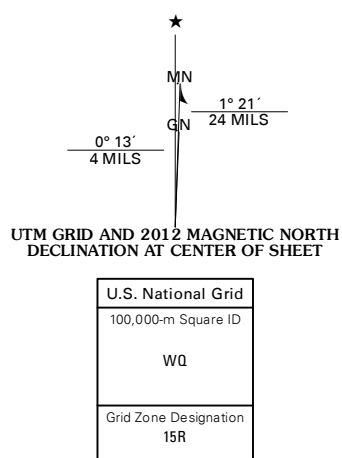 ★
MN
1° 21´
24 MILS
GN
0° 13´
4 MILS
UTM GRID AND 2012 MAGNETIC NORTH
DECLINATION AT CENTER OF SHEET
U.S. National Grid
100,000-m Square ID
WQ
Grid Zone Designation
15R